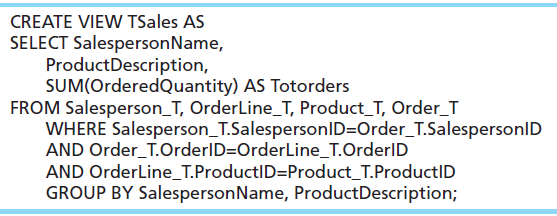 CREATE VIEW TSales AS
SELECT SalespersonName,
ProductDescription,
SUM(OrderedQuantity) AS Totorders
FROM Salesperson_T, OrderLine_T, Product_T, Order_T
WHERE Salesperson_T.SalespersonID=Order_T.SalespersonID
AND Order_T.OrderID=OrderLine_T.OrderID
AND OrderLine_T.ProductID=Product_T.ProductID
GROUP BY SalespersonName, ProductDescription;